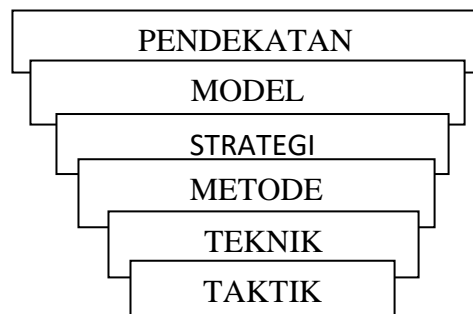 PENDEKATAN
MODEL
STRATEGI
METODE
TEKNIK
TAKTIK